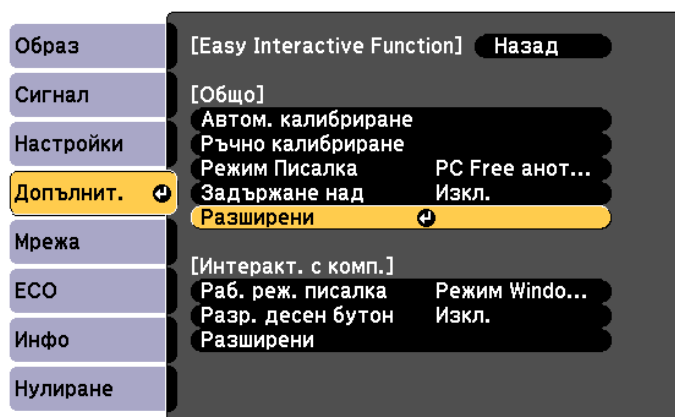 Образ
Сигнал
Настройки
Допълнит.
Мрежа
ECO
Инфо
Нулиране
[Easy Interactive Function] Назад
[Общо]
Автом. калибриране
Ръчно калибриране
Режим Писалка PC Free анот...
Задържане над Изкл.
Разширени
[Интеракт. с комп.]
Раб. реж. писалка Режим Windo...
Разр. десен бутон Изкл.
Разширени